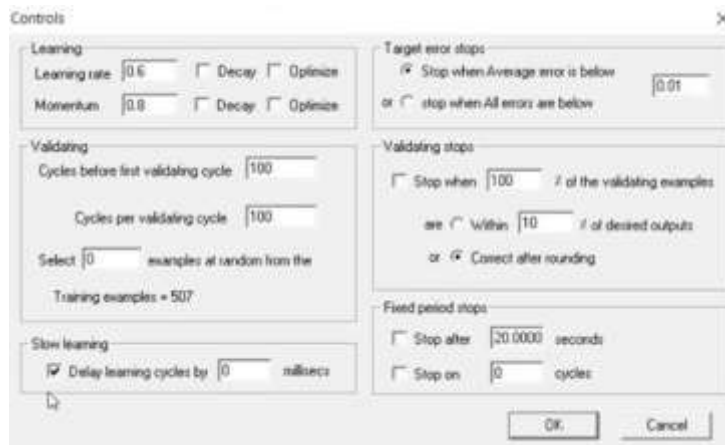 Controls
Learning
Learning rate 0.6 Decay Optimize
Momentum 0.8 Decay Optimize
Validating
Cycles before first validating cycle 100
Cycles per validating cycle 100
Select 0 examples at random from the
Training examples = 507
Slow learning
Delay learning cycles by 0 millisecs
Target error stops
Stop when Average error is below
0.01
or stop when All errors are below
Validating stops
Stop when 100 % of the validating examples
are Within 10 % of desired outputs
or Correct after rounding
Fixed period stops
Stop after 20.0000 seconds
Stop on 0 cycles
OK Cancel